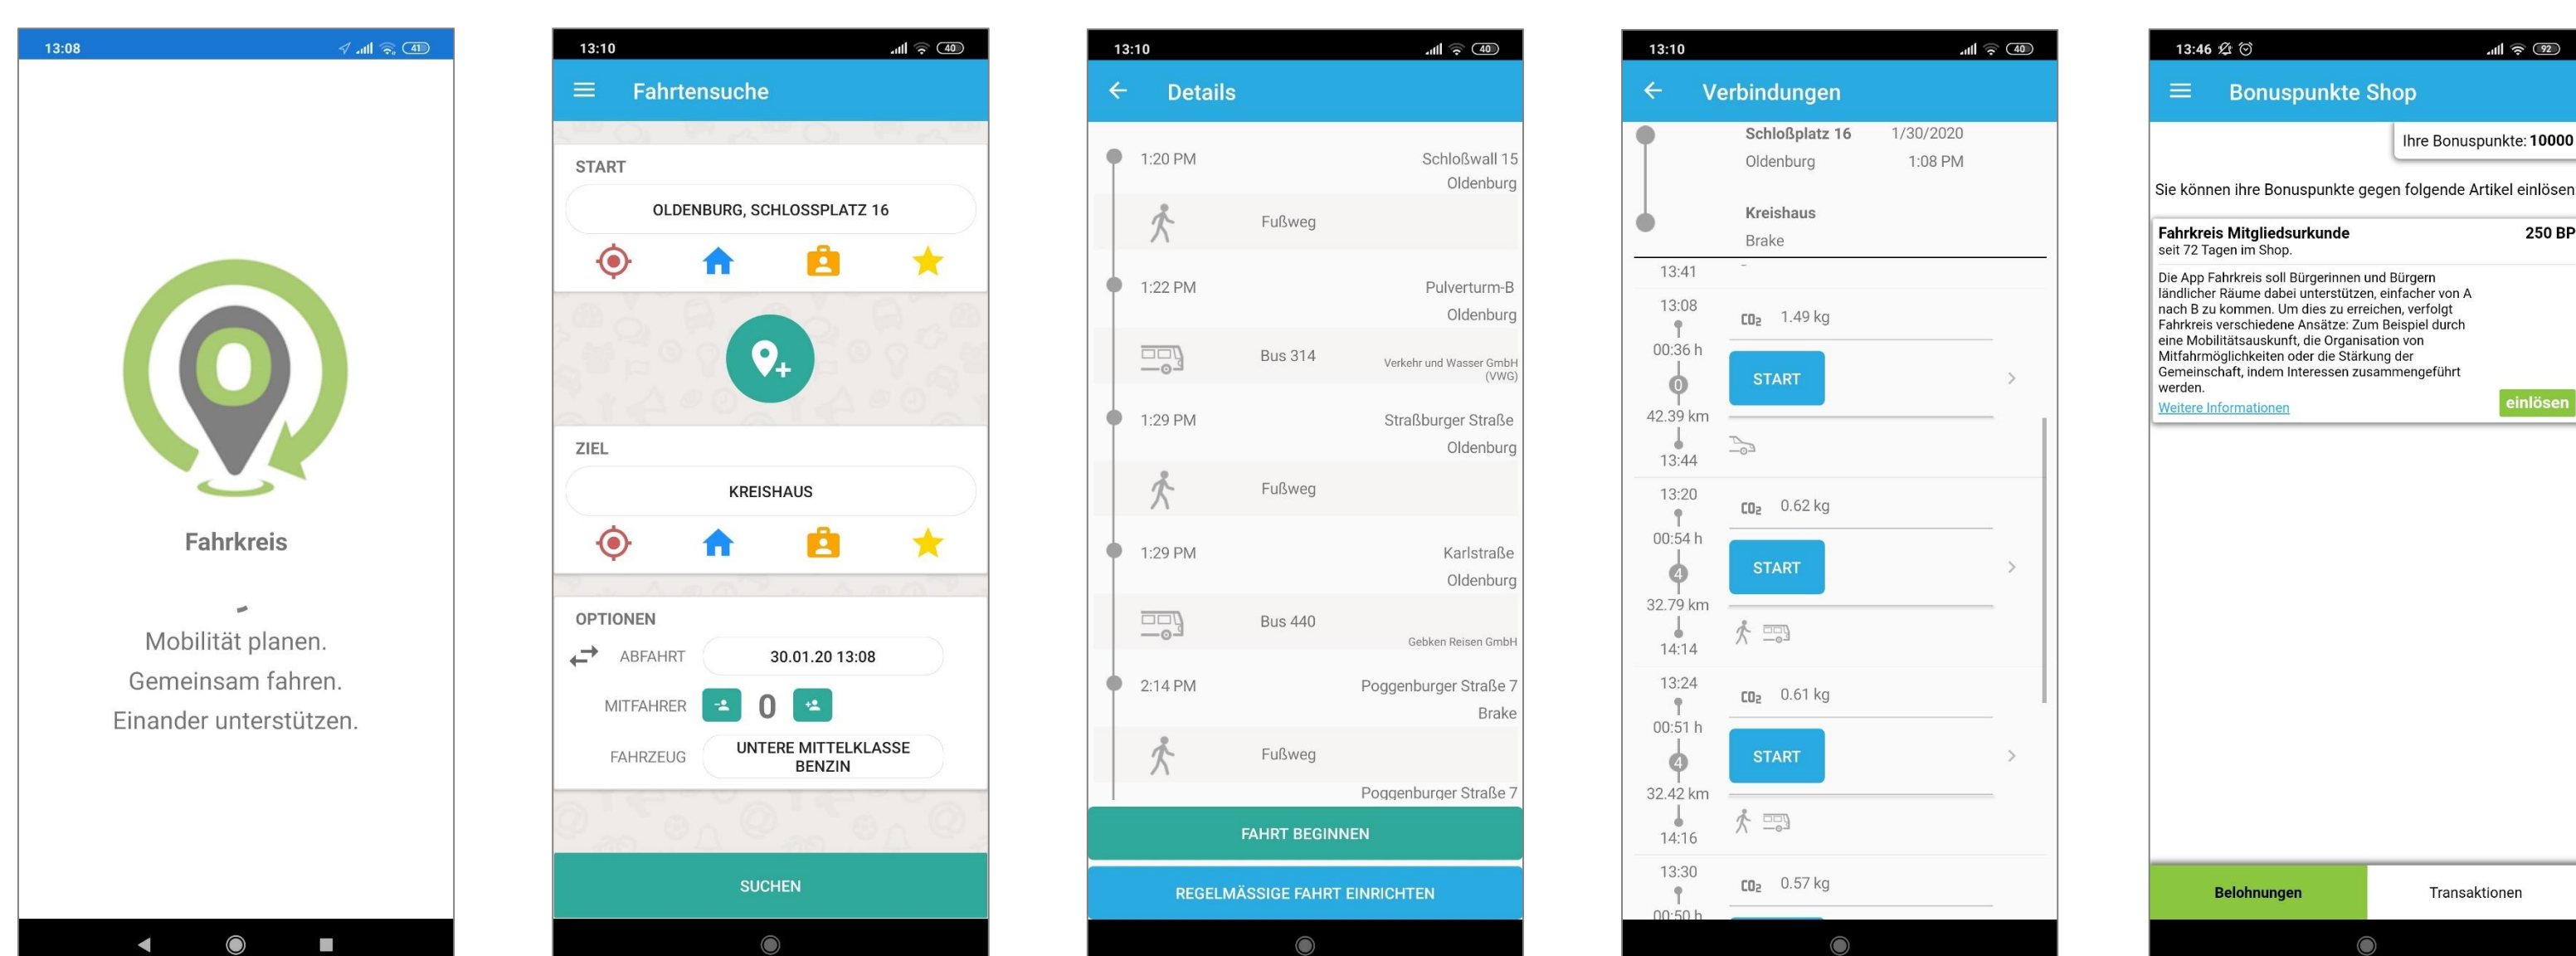 13:08
41
O
Fahrkreis
Mobilität planen.
Gemeinsam fahren.
Einander unterstützen.
13:10
40
Fahrtensuche
START
OLDENBURG, SCHLOSSPLATZ 16
ZIEL
KREISHAUS
OPTIONEN
ABFAHRT 30.01.20 13:08
MITFAHRER 0
FAHRZEUG UNTERE MITTELKLASSE
BENZIN
SUCHEN
13:10
40
Details
1:20 PM Schloßwall 15
Oldenburg
Fußweg
1:22 PM Pulverturm-B
Oldenburg
Bus 314 Verkehr und Wasser GmbH
(VWG)
1:29 PM Straßburger Straße
Oldenburg
Fußweg
1:29 PM Karlstraße
Oldenburg
Bus 440
Gebken Reisen GmbH
2:14 PM Poggenburger Straße 7
Brake
Fußweg
Poggenburger Straße 7
FAHRT BEGINNEN
REGELMÄSSIGE FAHRT EINRICHTEN
13:10
40
Verbindungen
Schloßplatz 16 1/30/2020
Oldenburg 1:08 PM
Kreishaus
Brake
13:41
13:08
CO2 1.49 kg
00:36 h
START
0
42.39 km
13:44
13:20
CO2 0.62 kg
00:54 h
START
4
32.79 km
14:14
13:24
CO2 0.61 kg
00:51 h
START
4
32.42 km
14:16
13:30
CO2 0.57 kg
00:50 h
13:46
92
Bonuspunkte Shop
Ihre Bonuspunkte: 10000
Sie können ihre Bonuspunkte gegen folgende Artikel einlösen
Fahrkreis Mitgliedsurkunde 250 BP
seit 72 Tagen im Shop.
Die App Fahrkreis soll Bürgerinnen und Bürgern
ländlicher Räume dabei unterstützen, einfacher von A
nach B zu kommen. Um dies zu erreichen, verfolgt
Fahrkreis verschiedene Ansätze: Zum Beispiel durch
eine Mobilitätsauskunft, die Organisation von
Mitfahrmöglichkeiten oder die Stärkung der
Gemeinschaft, indem Interessen zusammengeführt
werden.
Weitere Informationen
einlösen
Belohnungen
Transaktionen